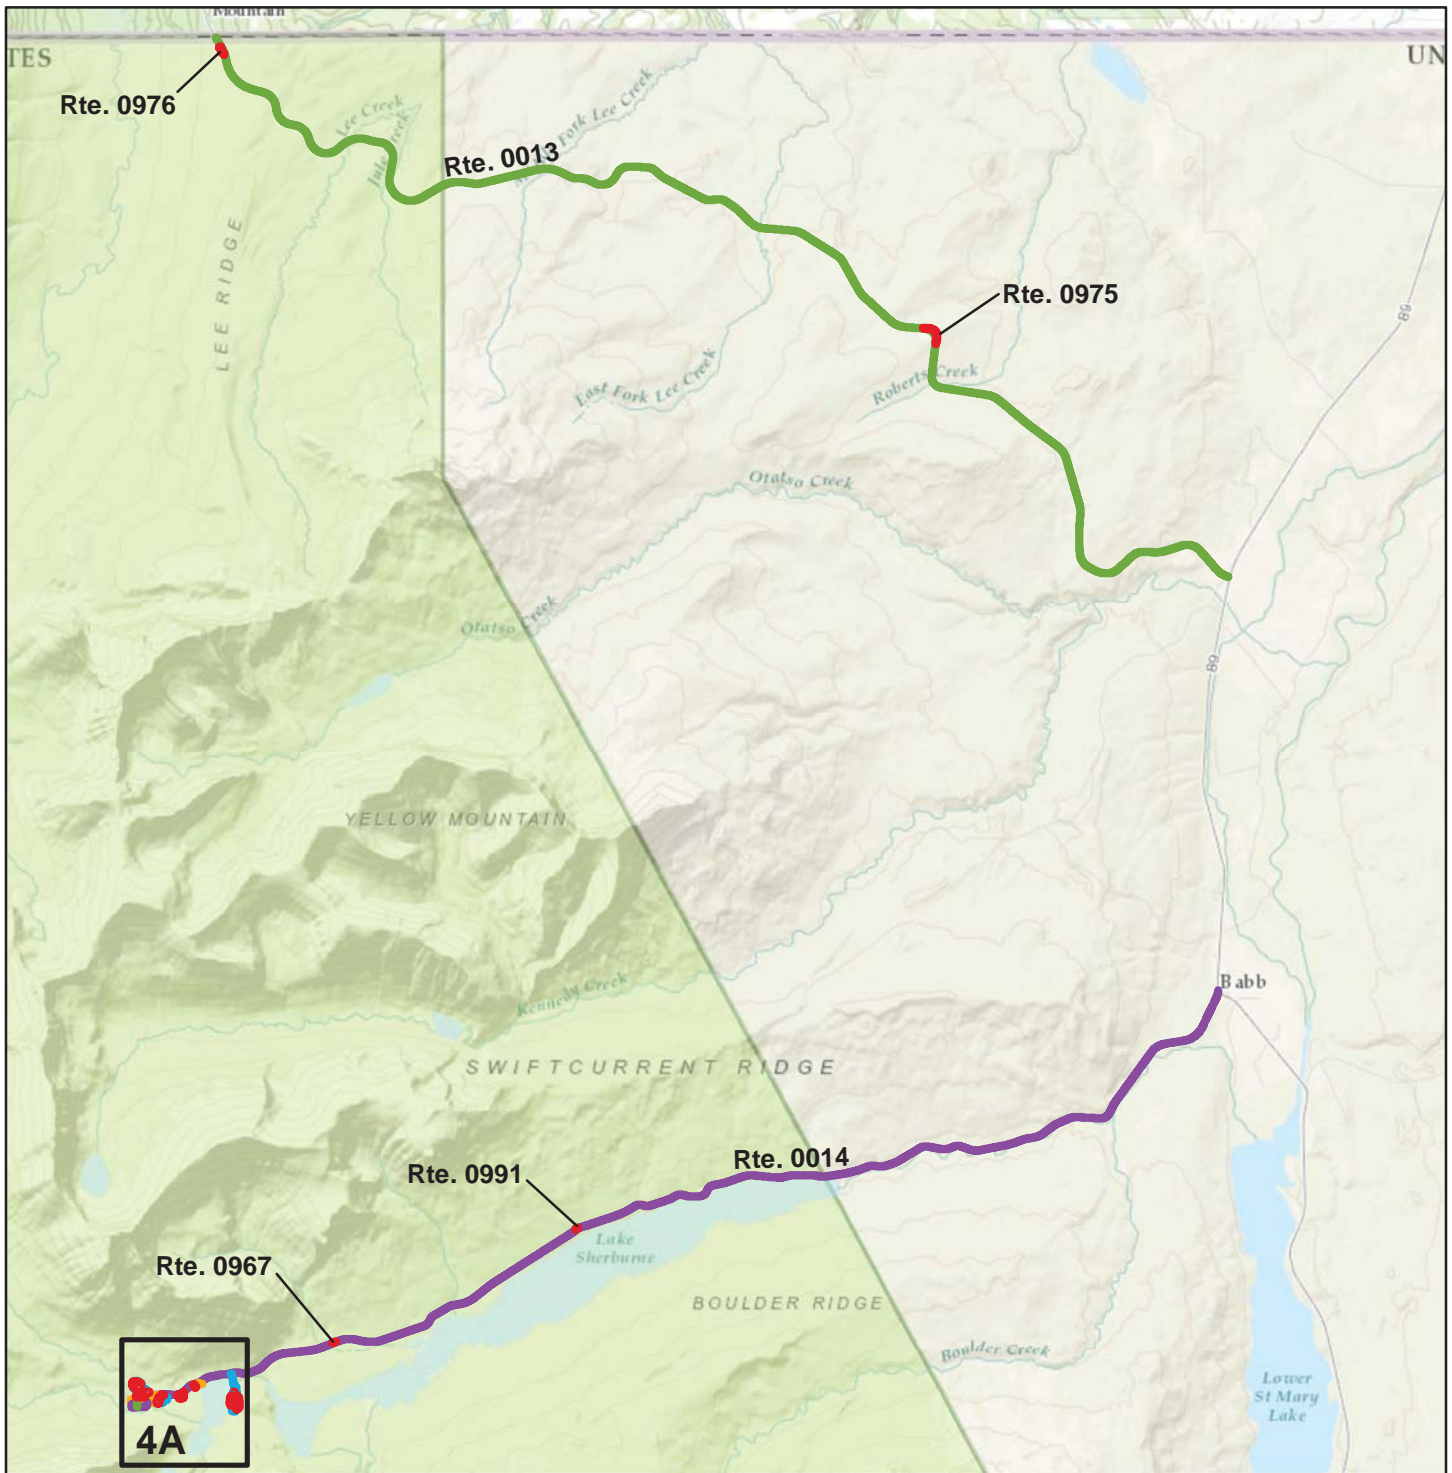 Mountain
TES
UN
Rte. 0976
Lee Creek
Jule Creek
Rte. 0013
Fork Lee Creek
LEE RIDGE
Rte. 0975
89
East Fork Lee Creek
Roberts Creek
Otatso Creek
Otatso Creek
89
YELLOW MOUNTAIN
Kennedy Creek
Babb
SWIFTCURRENT RIDGE
Rte. 0991
Rte. 0014
Lake
Sherburne
Rte. 0967
BOULDER RIDGE
Boulder Creek
Lower
St Mary
Lake
4A